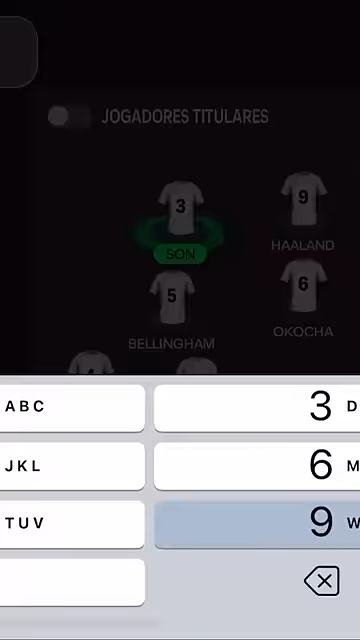 JOGADORES TITULARES
3
9
SON
HAALAND
5
6
BELLINGHAM
OKOCHA
ABC
3 D
JKL
6 M
TUV
9 W